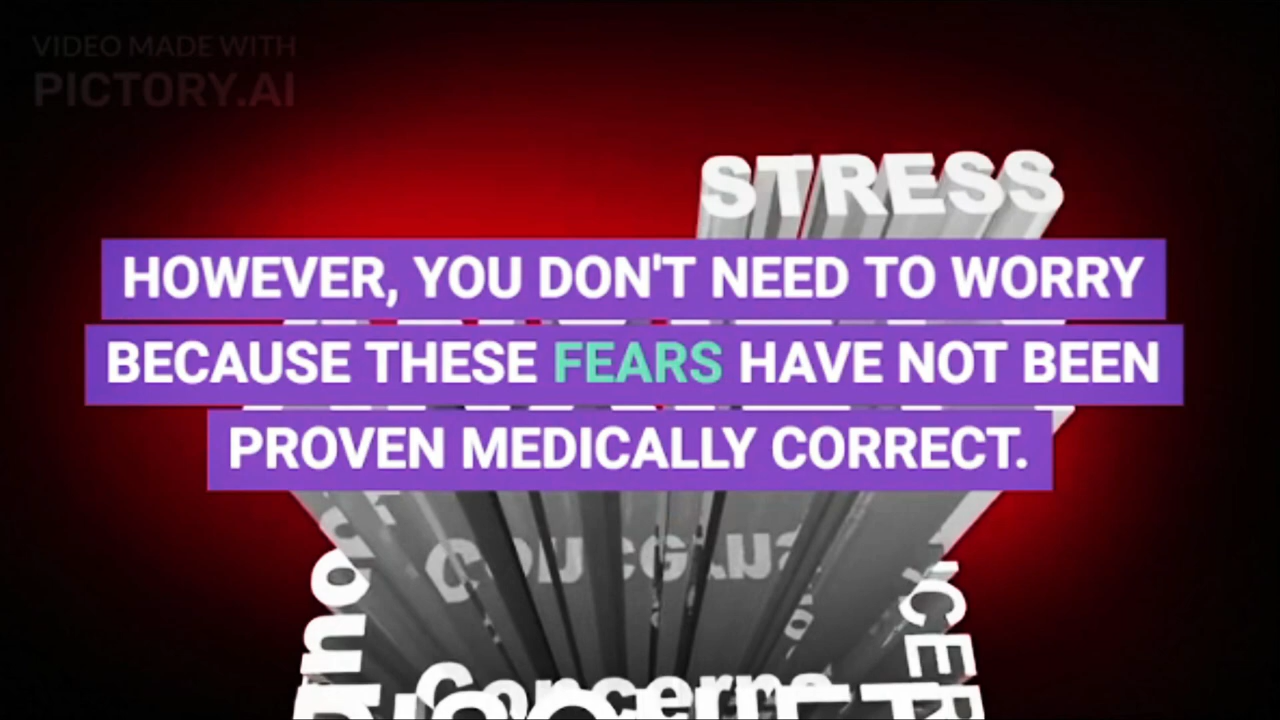 VIDEO MADE WITH
PICTORY.AI
STRESS
HOWEVER, YOU DON'T NEED TO WORRY
BECAUSE THESE FEARS HAVE NOT BEEN
PROVEN MEDICALLY CORRECT.
Concerns